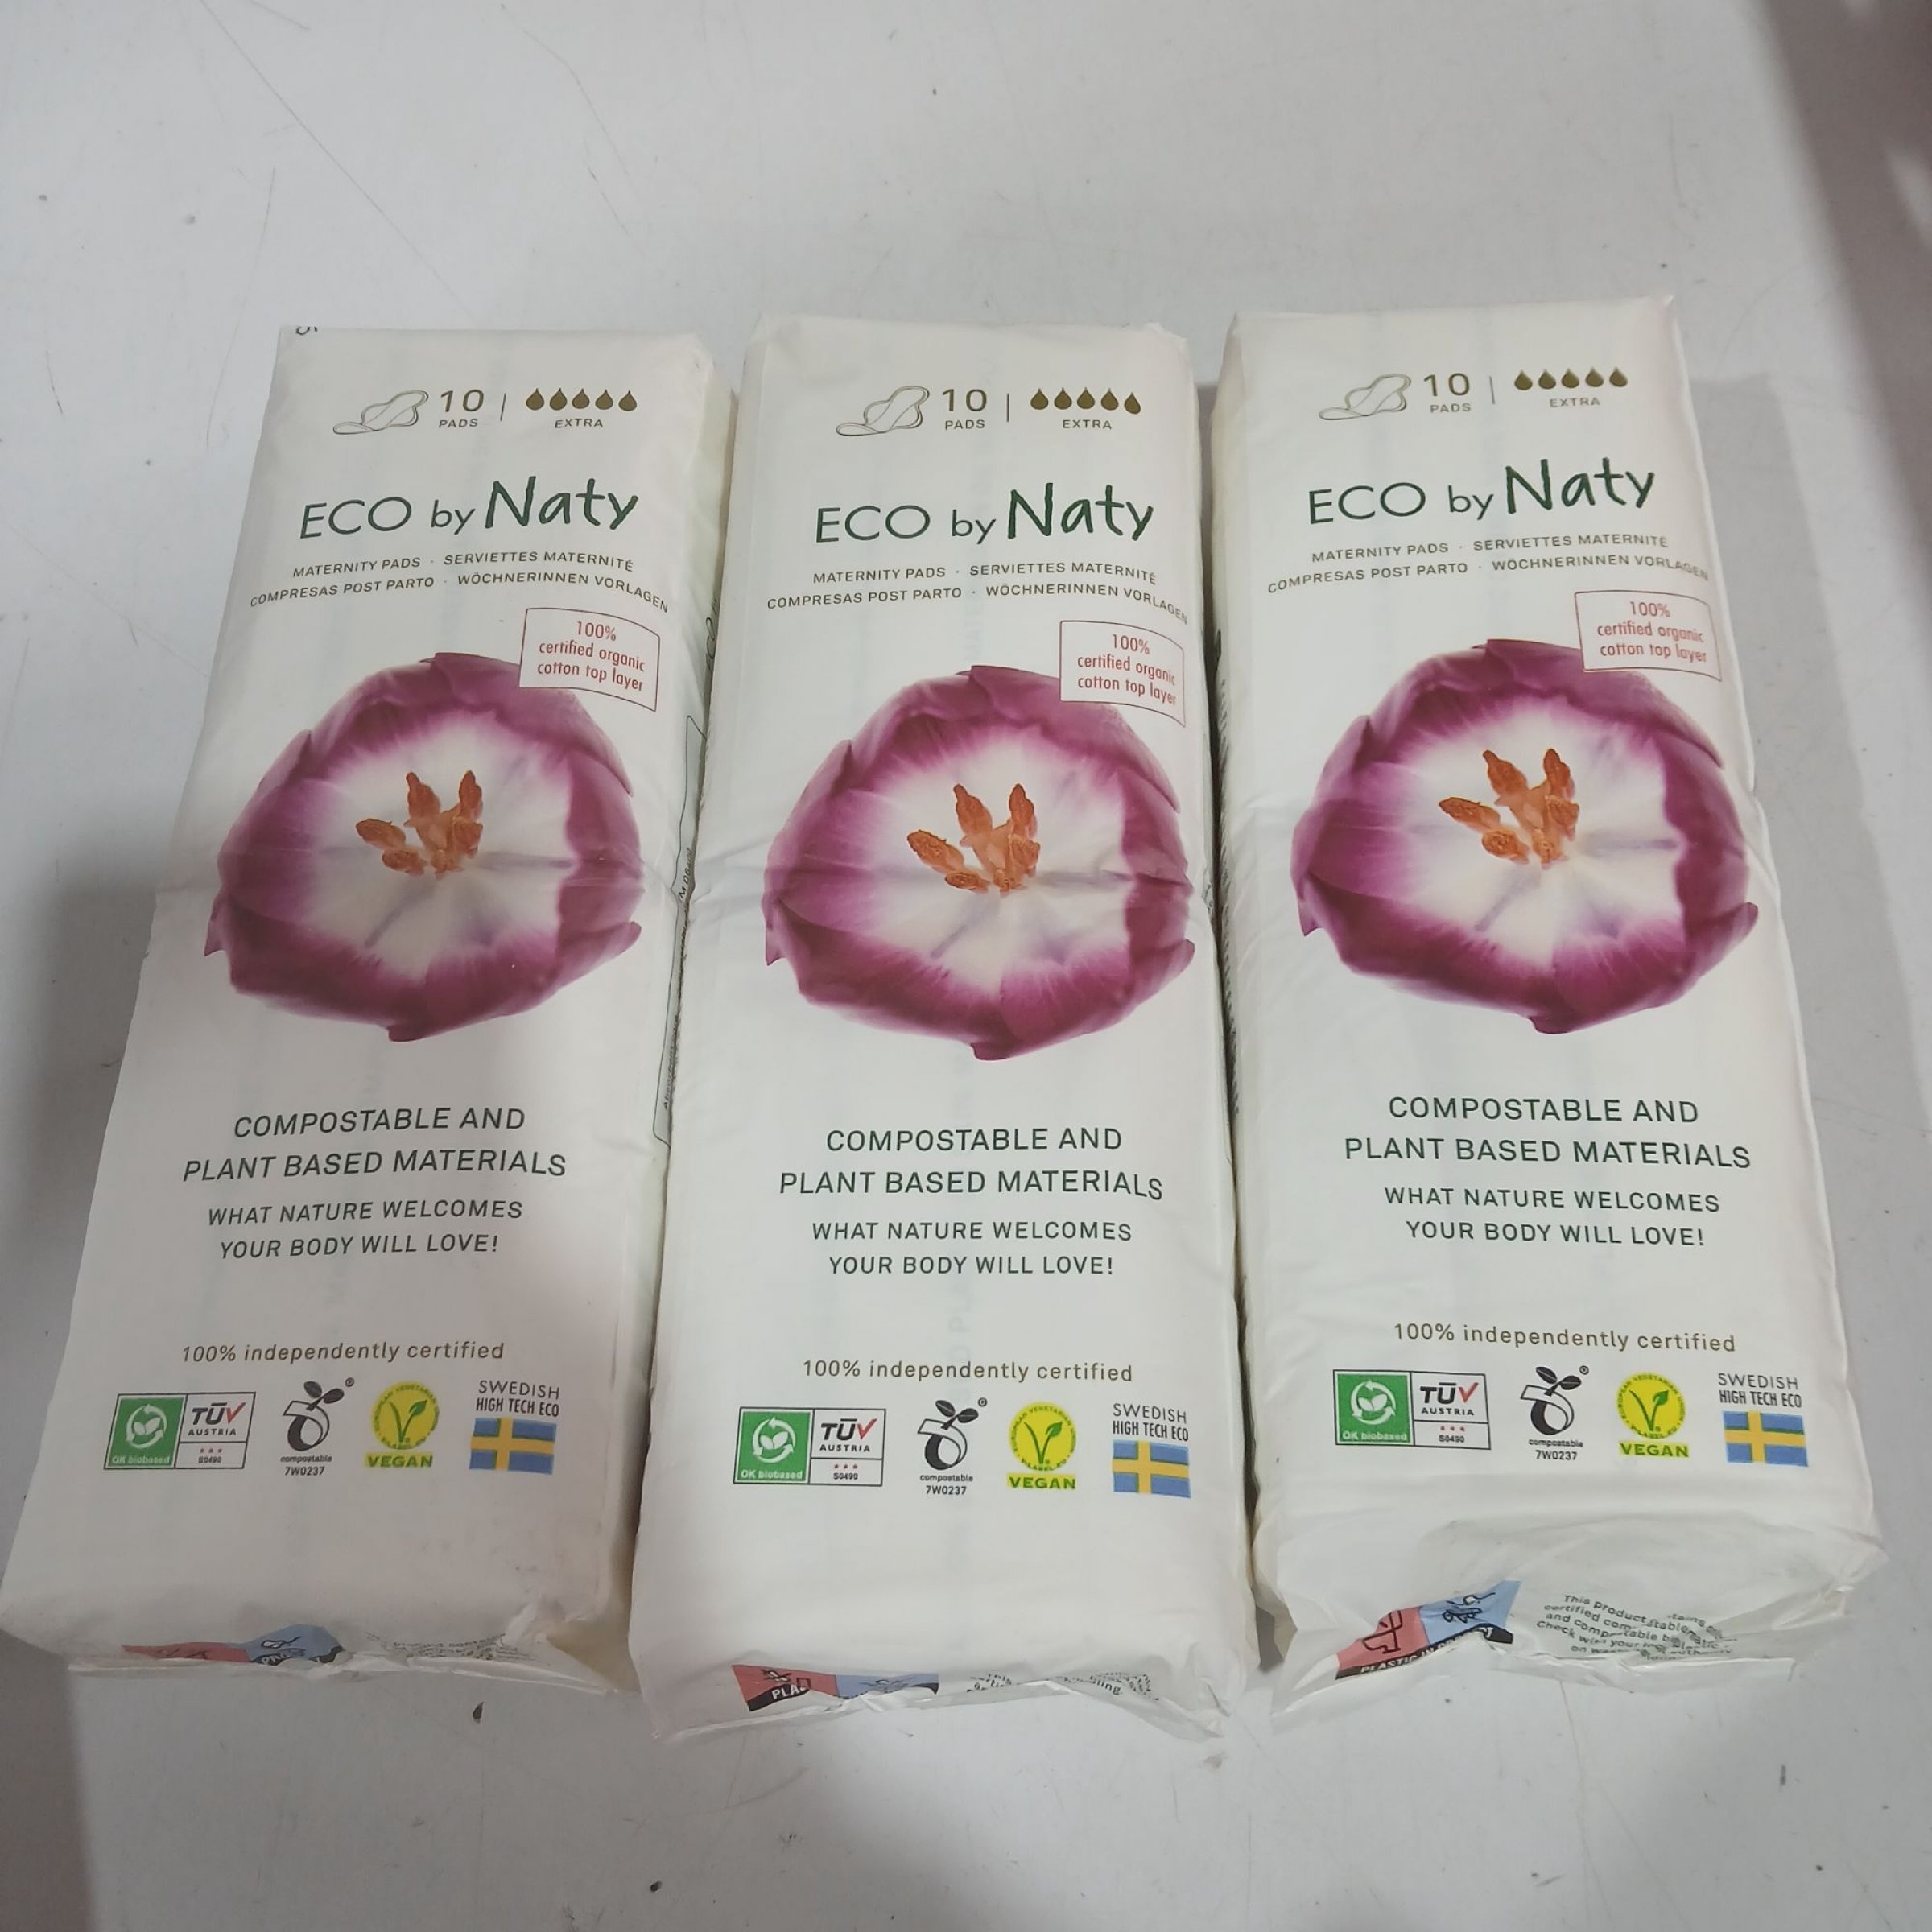 10 PADS | EXTRA
ECO by Naty
MATERNITY PADS · SERVIETTES MATERNITÉ
COMPRESAS POST PARTO · WÖCHNERINNEN VORLAGEN
100%
certified organic
cotton top layer
COMPOSTABLE AND
PLANT BASED MATERIALS
WHAT NATURE WELCOMES
YOUR BODY WILL LOVE!
100% independently certified
OK biobased
TÜV
AUSTRIA
S0490
compostable
7W0237
VEGAN
SWEDISH
HIGH TECH ECO
10 PADS | EXTRA
ECO by Naty
MATERNITY PADS · SERVIETTES MATERNITÉ
COMPRESAS POST PARTO · WÖCHNERINNEN VORLAGEN
100%
certified organic
cotton top layer
COMPOSTABLE AND
PLANT BASED MATERIALS
WHAT NATURE WELCOMES
YOUR BODY WILL LOVE!
100% independently certified
OK biobased
TÜV
AUSTRIA
S0490
compostable
7W0237
VEGAN
SWEDISH
HIGH TECH ECO
10 PADS | EXTRA
ECO by Naty
MATERNITY PADS · SERVIETTES MATERNITÉ
COMPRESAS POST PARTO · WÖCHNERINNEN VORLAGEN
100%
certified organic
cotton top layer
COMPOSTABLE AND
PLANT BASED MATERIALS
WHAT NATURE WELCOMES
YOUR BODY WILL LOVE!
100% independently certified
OK biobased
TÜV
AUSTRIA
S0490
compostable
7W0237
VEGAN
SWEDISH
HIGH TECH ECO
PLASTIC
This product
certified
and
Check with your
on